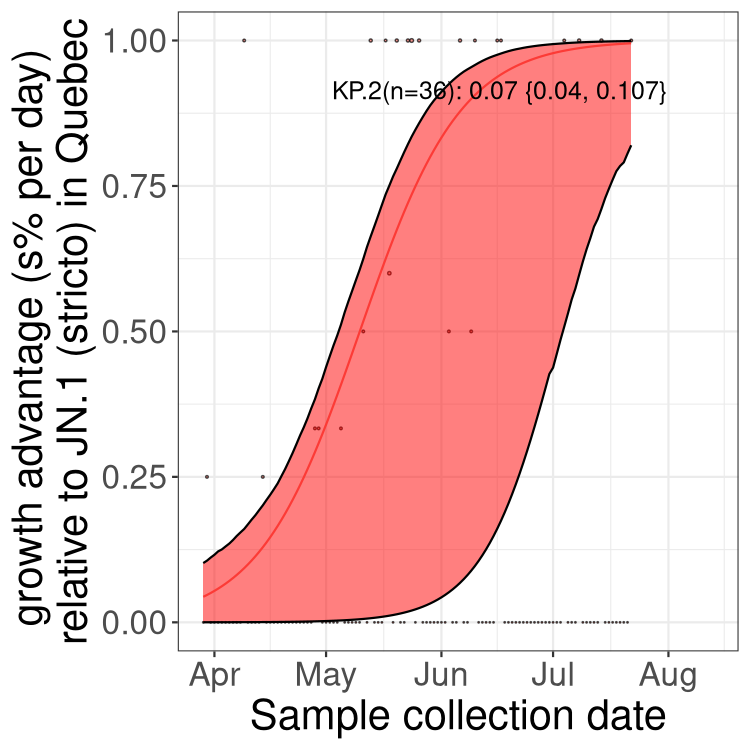 growth advantage (s% per day)
relative to JN.1 (stricto) in Quebec
1.00
0.75
0.50
0.25
0.00
KP.2(n=36): 0.07 {0.04, 0.107}
Apr May Jun Jul Aug
Sample collection date